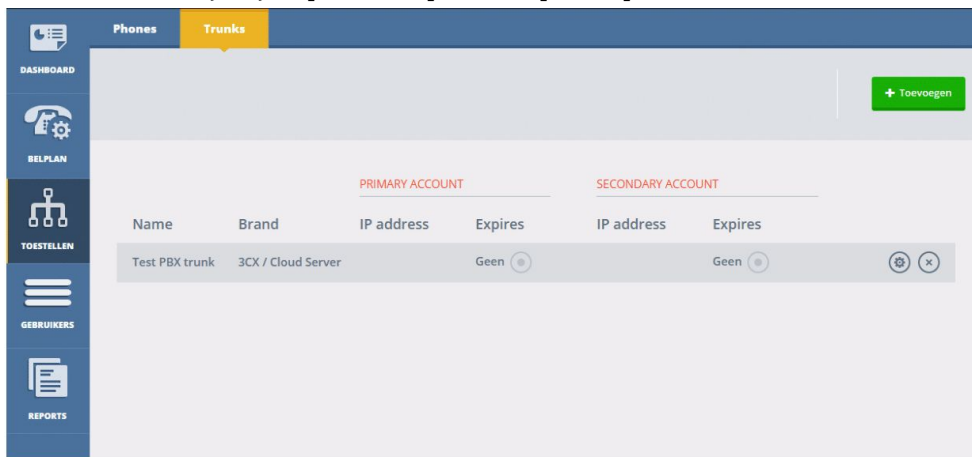 Phones Trunks
DASHBOARD
+ Toevoegen
BELPLAN
PRIMARY ACCOUNT SECONDARY ACCOUNT
Name Brand IP address Expires IP address Expires
TOESTELLEN
Test PBX trunk 3CX / Cloud Server Geen Geen
GEBRUIKERS
REPORTS